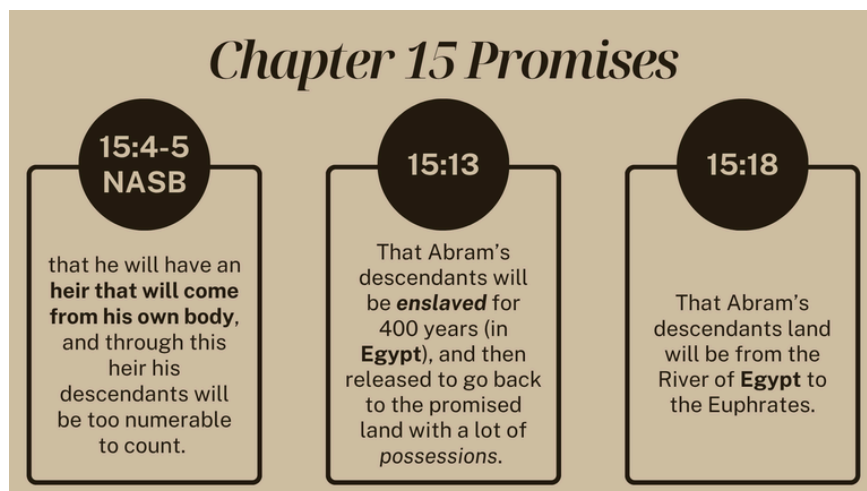 Chapter 15 Promises
15:4-5
NASB
that he will have an
heir that will come
from his own body,
and through this
heir his
descendants will
be too numerable
to count.
15:13
That Abram's
descendants will
be enslaved for
400 years (in
Egypt), and then
released to go back
to the promised
land with a lot of
possessions.
15:18
That Abram's
descendants land
will be from the
River of Egypt to
the Euphrates.